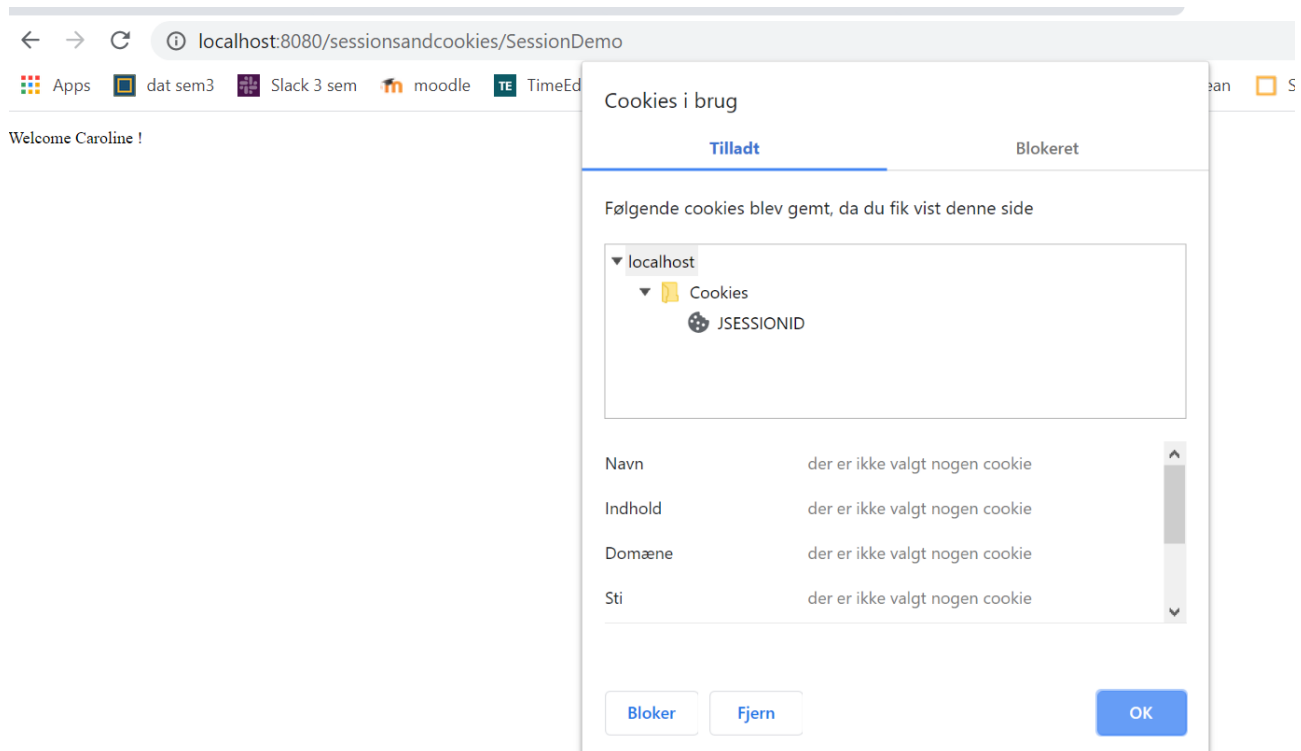 localhost:8080/sessionsandcookies/SessionDemo
Apps dat sem3 Slack 3 sem moodle TE TimeEd ean S
Welcome Caroline !
Cookies i brug
Tilladt Blokeret
Følgende cookies blev gemt, da du fik vist denne side
localhost
Cookies
JSESSIONID
Navn der er ikke valgt nogen cookie
Indhold der er ikke valgt nogen cookie
Domæne der er ikke valgt nogen cookie
Sti der er ikke valgt nogen cookie
Bloker Fjern OK